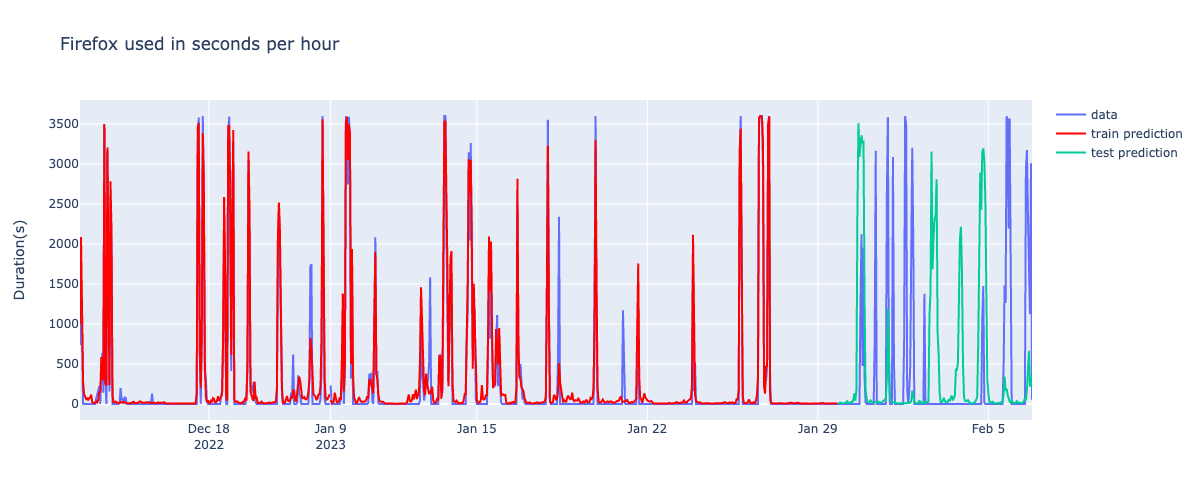 Firefox used in seconds per hour
Duration(s)
3500
3000
2500
2000
1500
1000
500
0
Dec 18
2022
Jan 9
2023
Jan 15
Jan 22
Jan 29
Feb 5
data
train prediction
test prediction